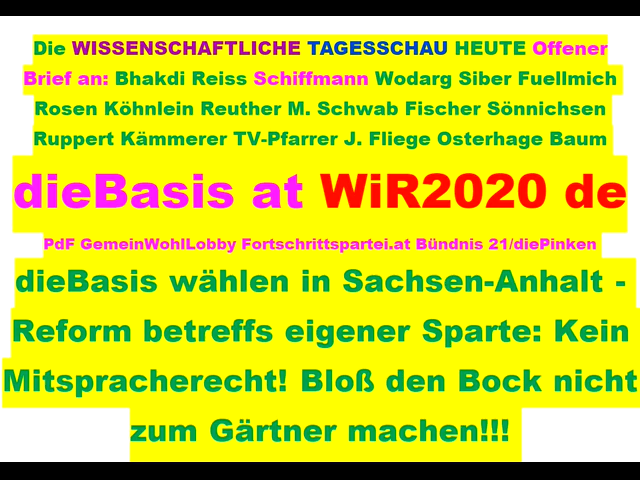 Die WISSENSCHAFTLICHE TAGESSCHAU HEUTE Offener
Brief an: Bhakdi Reiss Schiffmann Wodarg Siber Fuellmich
Rosen Köhnlein Reuther M. Schwab Fischer Sönnichsen
Ruppert Kämmerer TV-Pfarrer J. Fliege Osterhage Baum
dieBasis at WiR2020 de
PdF GemeinWohlLobby Fortschrittspartei.at Bündnis 21/diePinken
dieBasis wählen in Sachsen-Anhalt -
Reform betreffs eigener Sparte: Kein
Mitspracherecht! Bloß den Bock nicht
zum Gärtner machen!!!